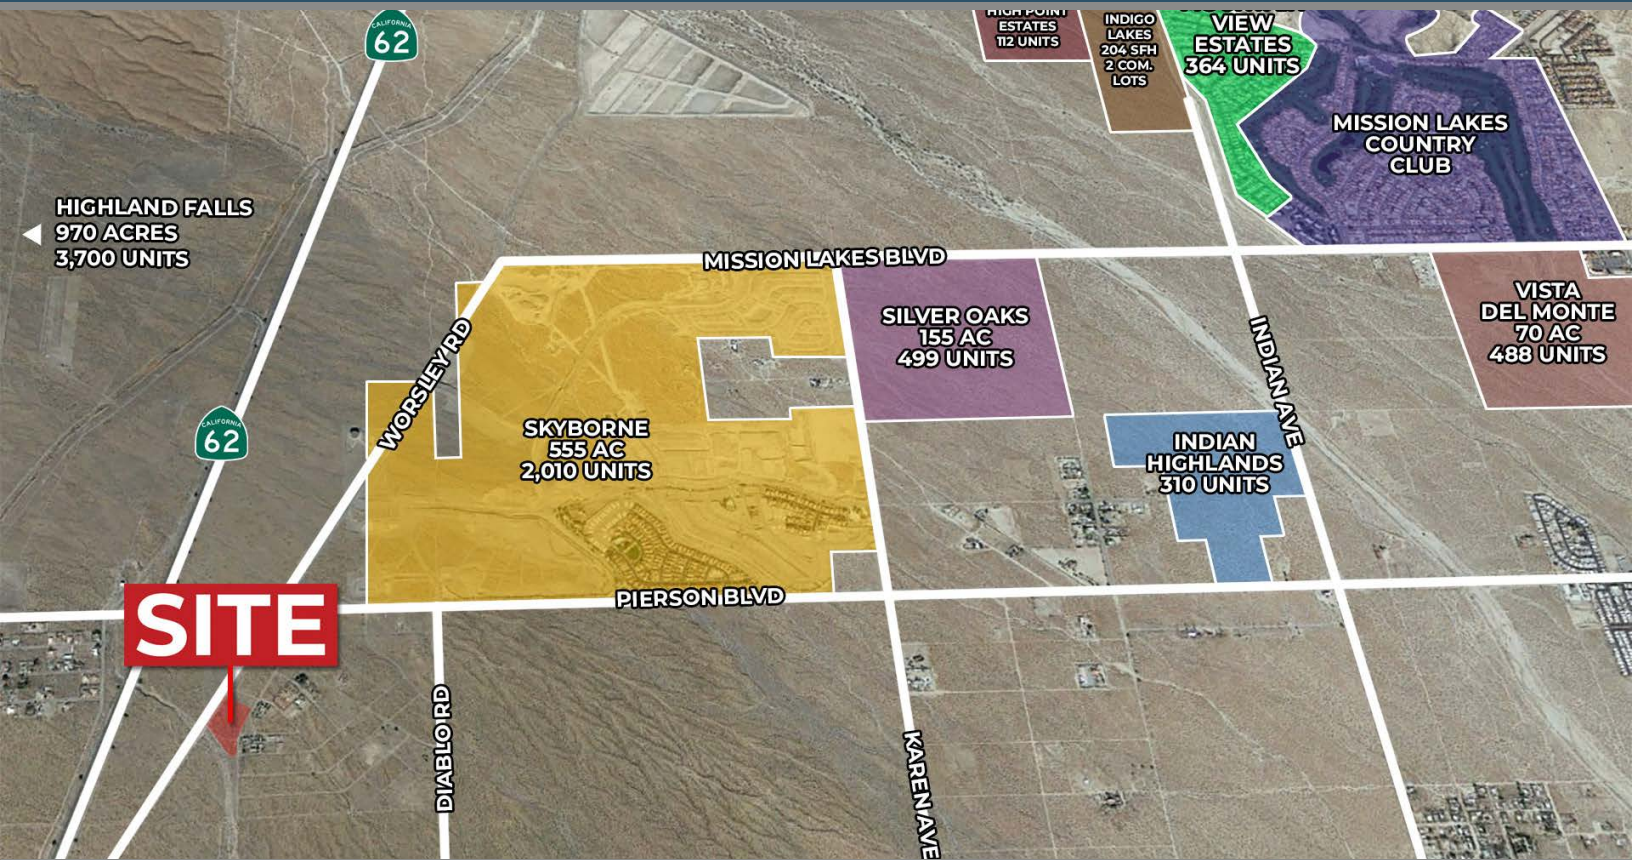 CALIFORNIA
62
HIGH POINT
ESTATES
112 UNITS
INDIGO
LAKES
204 SFH
2 COM.
LOTS
VIEW
ESTATES
364 UNITS
MISSION LAKES
COUNTRY
CLUB
HIGHLAND FALLS
970 ACRES
3,700 UNITS
MISSION LAKES BLVD
WORSLEY RD
SILVER OAKS
155 AC
499 UNITS
INDIAN AVE
VISTA
DEL MONTE
70 AC
488 UNITS
CALIFORNIA
62
SKYBORNE
555 AC
2,010 UNITS
INDIAN
HIGHLANDS
310 UNITS
PIERSON BLVD
SITE
DIABLO RD
KAREN AVE